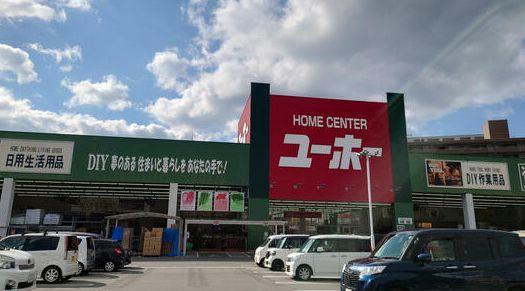 HOME CENTER
ユーホー
HOME EVERYTHING LIVING GOODS
日用生活用品
DIY 夢のある住まいと暮らしをあなたの手で!
DIY作業用品